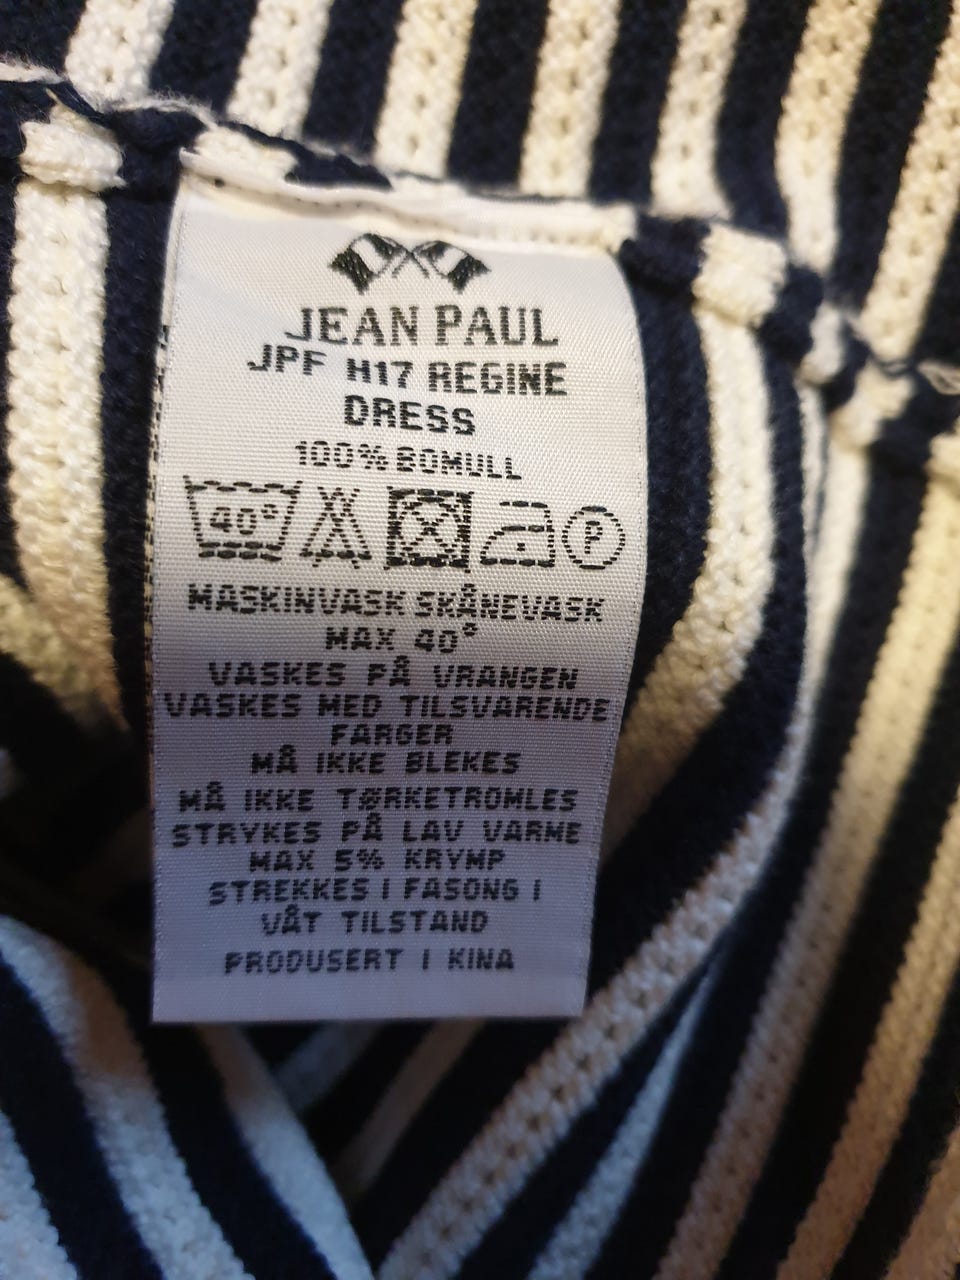 JEAN PAUL
JPF H17 REGINE
DRESS
100% BOMULL
40° P
MASKINVASK SKÅNEVASK
MAX 40°
VASKES PÅ VRANGEN
VASKES MED TILSVARENDE
FARGER
MÅ IKKE BLEKES
MÅ IKKE TØRKETROMLES
STRYKES PÅ LAV VARME
MAX 5% KRYMP
STREKKES I FASONG I
VÅT TILSTAND
PRODUSERT I KINA